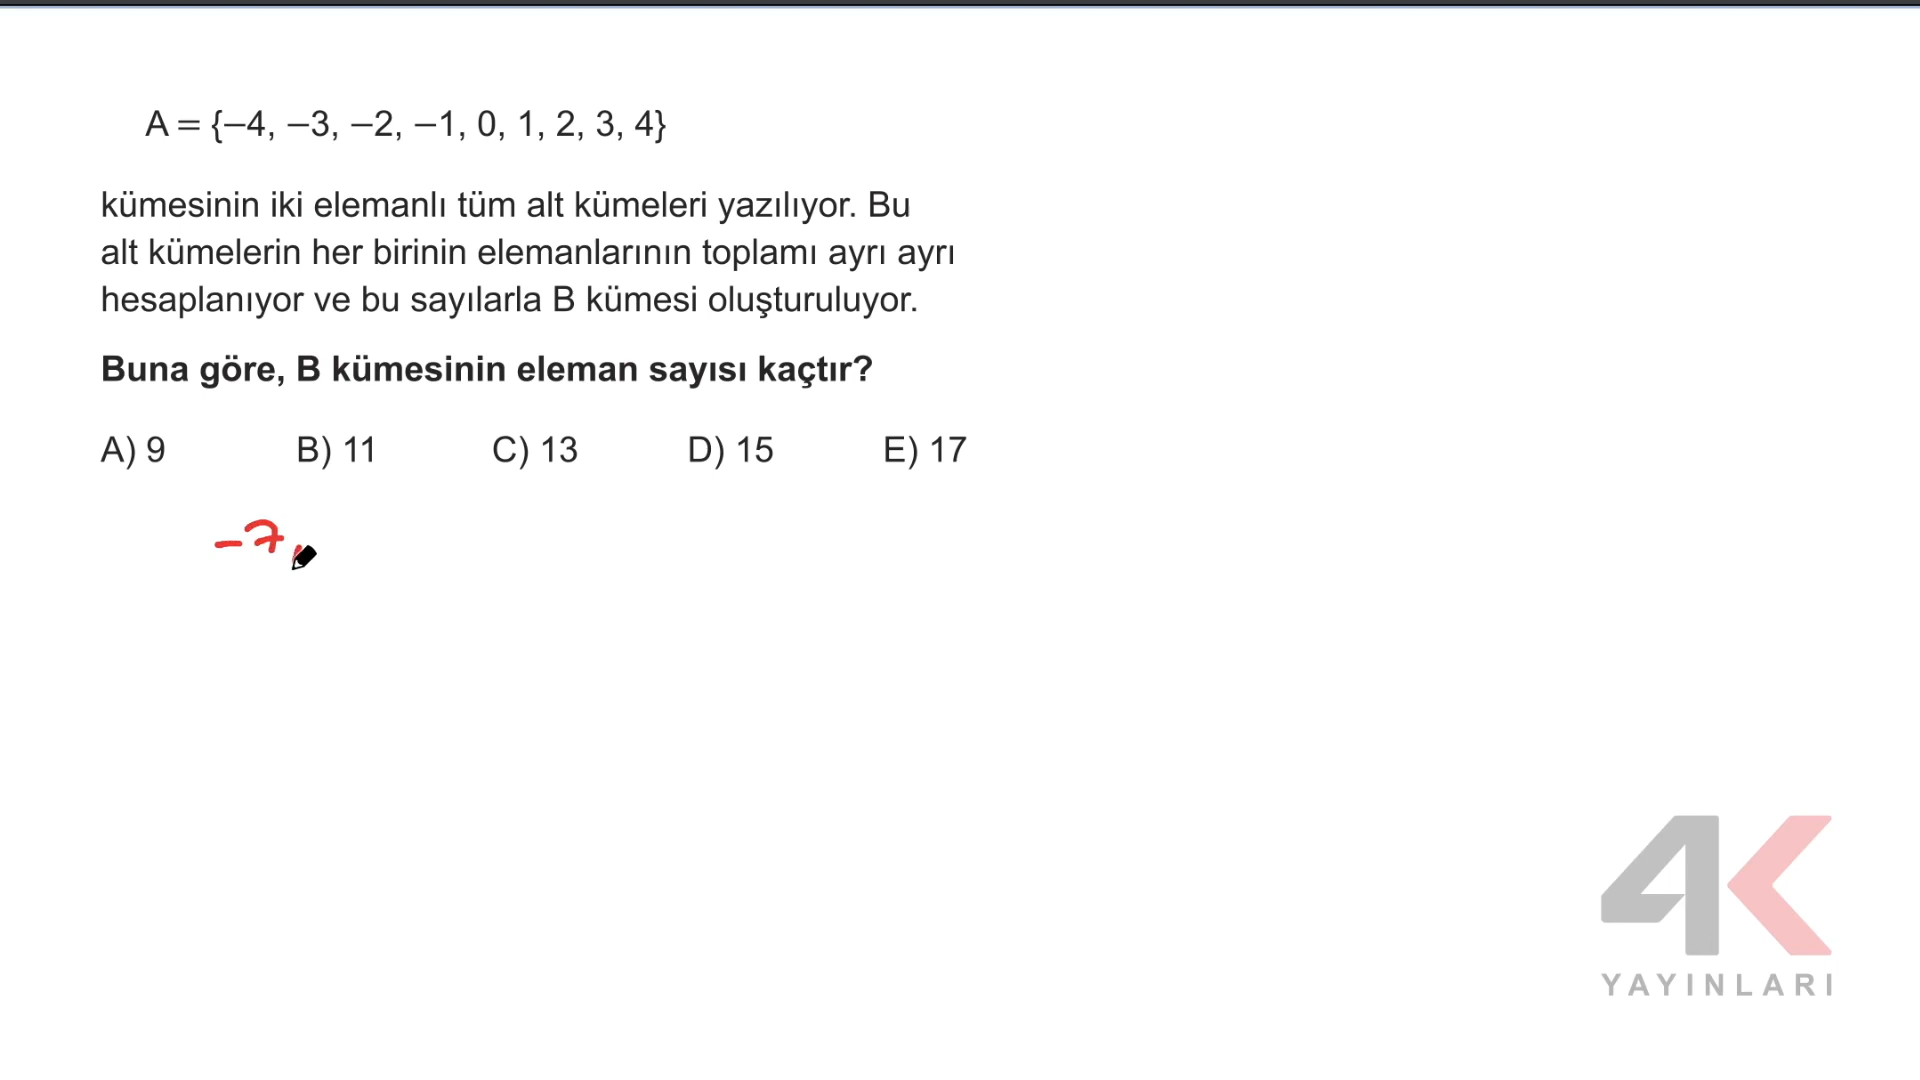 A = {–4, –3, –2, –1, 0, 1, 2, 3, 4}
kümesinin iki elemanlı tüm alt kümeleri yazılıyor. Bu
alt kümelerin her birinin elemanlarının toplamı ayrı ayrı
hesaplanıyor ve bu sayılarla B kümesi oluşturuluyor.
Buna göre, B kümesinin eleman sayısı kaçtır?
A) 9 B) 11 C) 13 D) 15 E) 17
-7
4K
YAYINLARI